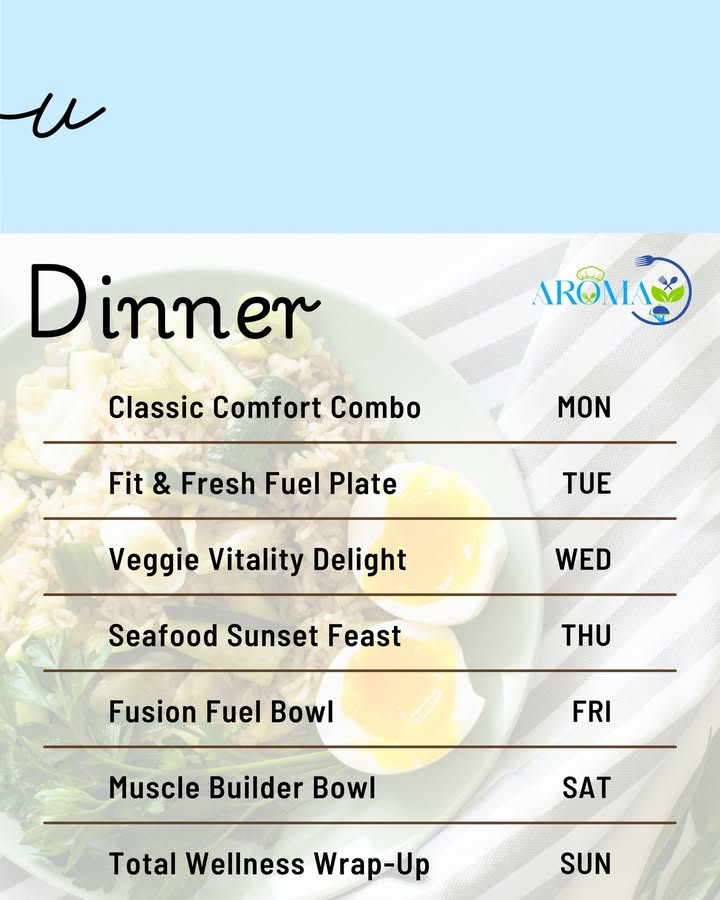 u
Dinner
AROMA
Classic Comfort Combo MON
Fit & Fresh Fuel Plate TUE
Veggie Vitality Delight WED
Seafood Sunset Feast THU
Fusion Fuel Bowl FRI
Muscle Builder Bowl SAT
Total Wellness Wrap-Up SUN